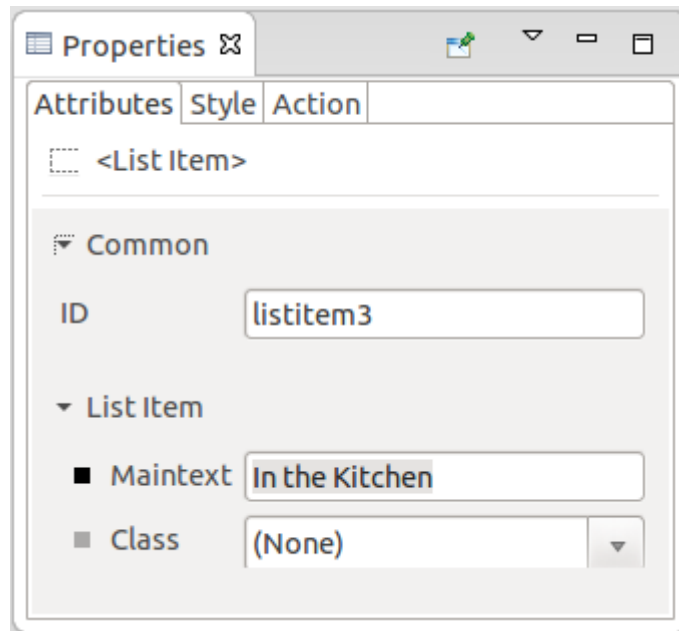 Properties
Attributes Style Action
<List Item>
Common
ID listitem3
List Item
Maintext In the Kitchen
Class (None)